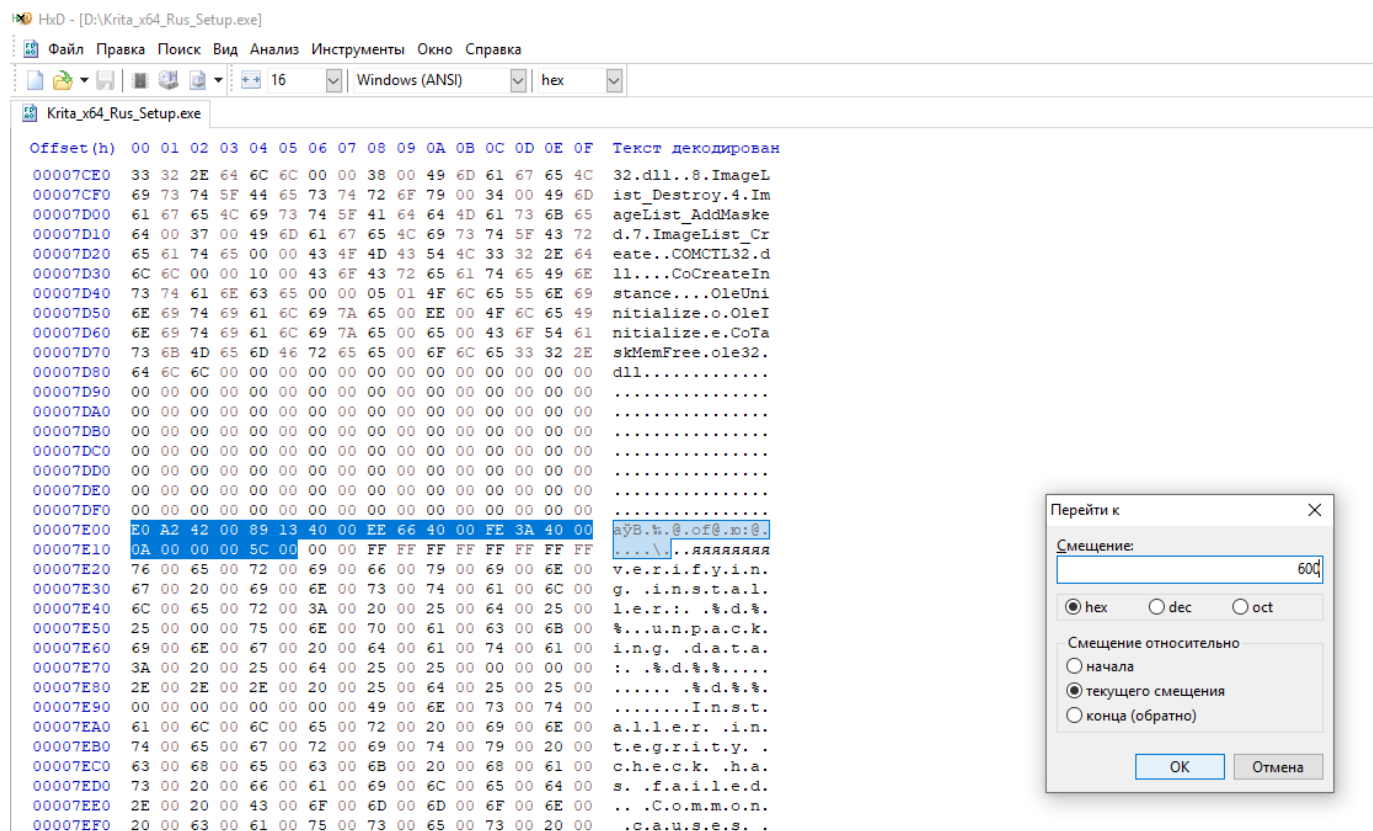 HxD - [D:\Krita_x64_Rus_Setup.exe]
Файл Правка Поиск Вид Анализ Инструменты Окно Справка
16 Windows (ANSI) hex
Krita_x64_Rus_Setup.exe
Offset(h) 00 01 02 03 04 05 06 07 08 09 0A 0B 0C 0D 0E 0F Текст декодирован
00007CE0 33 32 2E 64 6C 6C 00 00 38 00 49 6D 61 67 65 4C 32.dll..8.ImageL
00007CF0 69 73 74 5F 44 65 73 74 72 6F 79 00 34 00 49 6D ist_Destroy.4.Im
00007D00 61 67 65 4C 69 73 74 5F 41 64 64 4D 61 73 6B 65 ageList_AddMaske
00007D10 64 00 37 00 49 6D 61 67 65 4C 69 73 74 5F 43 72 d.7.ImageList_Cr
00007D20 65 61 74 65 00 00 43 4F 4D 43 54 4C 33 32 2E 64 eate..COMCTL32.d
00007D30 6C 6C 00 00 10 00 43 6F 43 72 65 61 74 65 49 6E ll....CoCreateIn
00007D40 73 74 61 6E 63 65 00 00 05 01 4F 6C 65 55 6E 69 stance....OleUni
00007D50 6E 69 74 69 61 6C 69 7A 65 00 EE 00 4F 6C 65 49 nitialize.о.OleI
00007D60 6E 69 74 69 61 6C 69 7A 65 00 65 00 43 6F 54 61 nitialize.e.CoTa
00007D70 73 6B 4D 65 6D 46 72 65 65 00 6F 6C 65 33 32 2E skMemFree.ole32.
00007D80 64 6C 6C 00 00 00 00 00 00 00 00 00 00 00 00 00 dll.............
00007D90 00 00 00 00 00 00 00 00 00 00 00 00 00 00 00 00 ................
00007DA0 00 00 00 00 00 00 00 00 00 00 00 00 00 00 00 00 ................
00007DB0 00 00 00 00 00 00 00 00 00 00 00 00 00 00 00 00 ................
00007DC0 00 00 00 00 00 00 00 00 00 00 00 00 00 00 00 00 ................
00007DD0 00 00 00 00 00 00 00 00 00 00 00 00 00 00 00 00 ................
00007DE0 00 00 00 00 00 00 00 00 00 00 00 00 00 00 00 00 ................
00007DF0 00 00 00 00 00 00 00 00 00 00 00 00 00 00 00 00 ................
00007E00 E0 A2 42 00 89 13 40 00 EE 66 40 00 FE 3A 40 00 аўB.‰.@.оf@.ю:@.
00007E10 0A 00 00 00 5C 00 00 00 FF FF FF FF FF FF FF FF ....\...яяяяяяяя
00007E20 76 00 65 00 72 00 69 00 66 00 79 00 69 00 6E 00 v.e.r.i.f.y.i.n.
00007E30 67 00 20 00 69 00 6E 00 73 00 74 00 61 00 6C 00 g. .i.n.s.t.a.l.
00007E40 6C 00 65 00 72 00 3A 00 20 00 25 00 64 00 25 00 l.e.r.:. .%.d.%.
00007E50 25 00 00 00 75 00 6E 00 70 00 61 00 63 00 6B 00 %...u.n.p.a.c.k.
00007E60 69 00 6E 00 67 00 20 00 64 00 61 00 74 00 61 00 i.n.g. .d.a.t.a.
00007E70 3A 00 20 00 25 00 64 00 25 00 25 00 00 00 00 00 :. .%.d.%.%.....
00007E80 2E 00 2E 00 2E 00 20 00 25 00 64 00 25 00 25 00 ...... .%.d.%.%.
00007E90 00 00 00 00 00 00 00 00 49 00 6E 00 73 00 74 00 ........I.n.s.t.
00007EA0 61 00 6C 00 6C 00 65 00 72 00 20 00 69 00 6E 00 a.l.l.e.r. .i.n.
00007EB0 74 00 65 00 67 00 72 00 69 00 74 00 79 00 20 00 t.e.g.r.i.t.y. .
00007EC0 63 00 68 00 65 00 63 00 6B 00 20 00 68 00 61 00 c.h.e.c.k. .h.a.
00007ED0 73 00 20 00 66 00 61 00 69 00 6C 00 65 00 64 00 s. .f.a.i.l.e.d.
00007EE0 2E 00 20 00 43 00 6F 00 6D 00 6D 00 6F 00 6E 00 .. .C.o.m.m.o.n.
00007EF0 20 00 63 00 61 00 75 00 73 00 65 00 73 00 20 00 .c.a.u.s.e.s. .
Перейти к
Смещение:
600
hex dec oct
Смещение относительно
начала
текущего смещения
конца (обратно)
OK Отмена